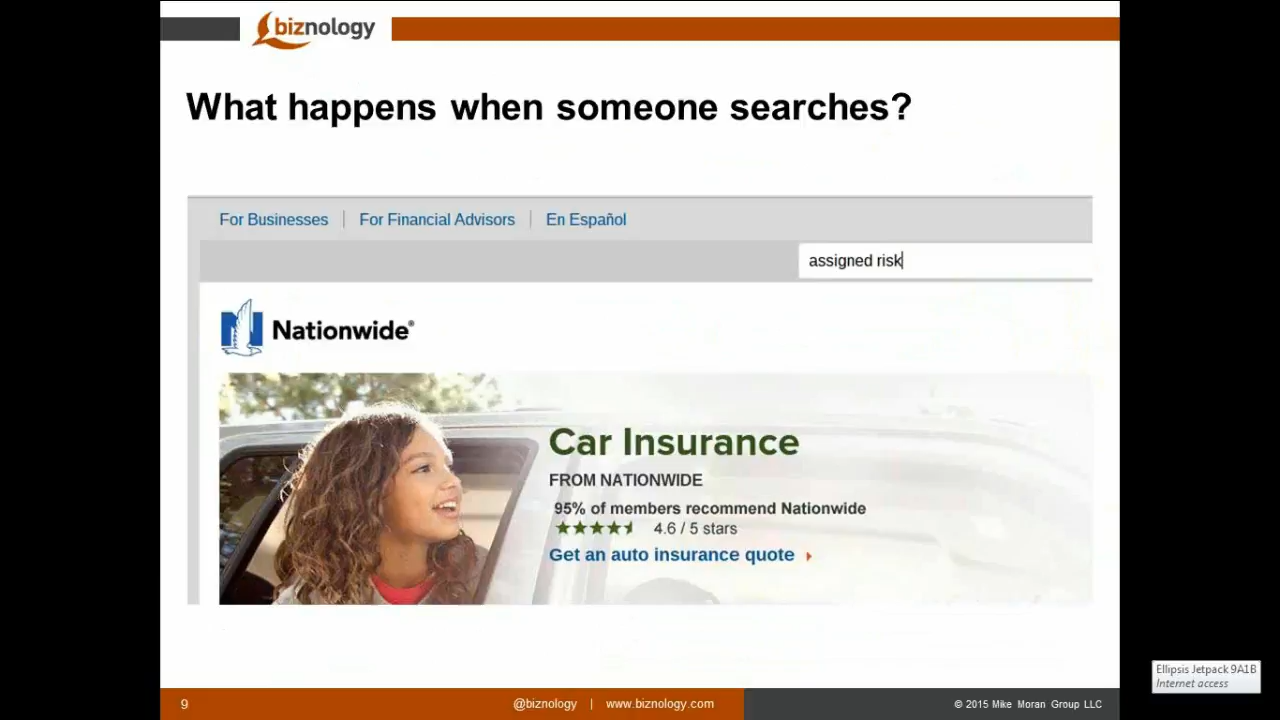 biznology
What happens when someone searches?
For Businesses | For Financial Advisors | En Español
assigned risk
Nationwide®
Car Insurance
FROM NATIONWIDE
95% of members recommend Nationwide
4.6 / 5 stars
Get an auto insurance quote
Ellipsis Jetpack 9A1B
Internet access
9
@biznology | www.biznology.com
© 2015 Mike Moran Group LLC